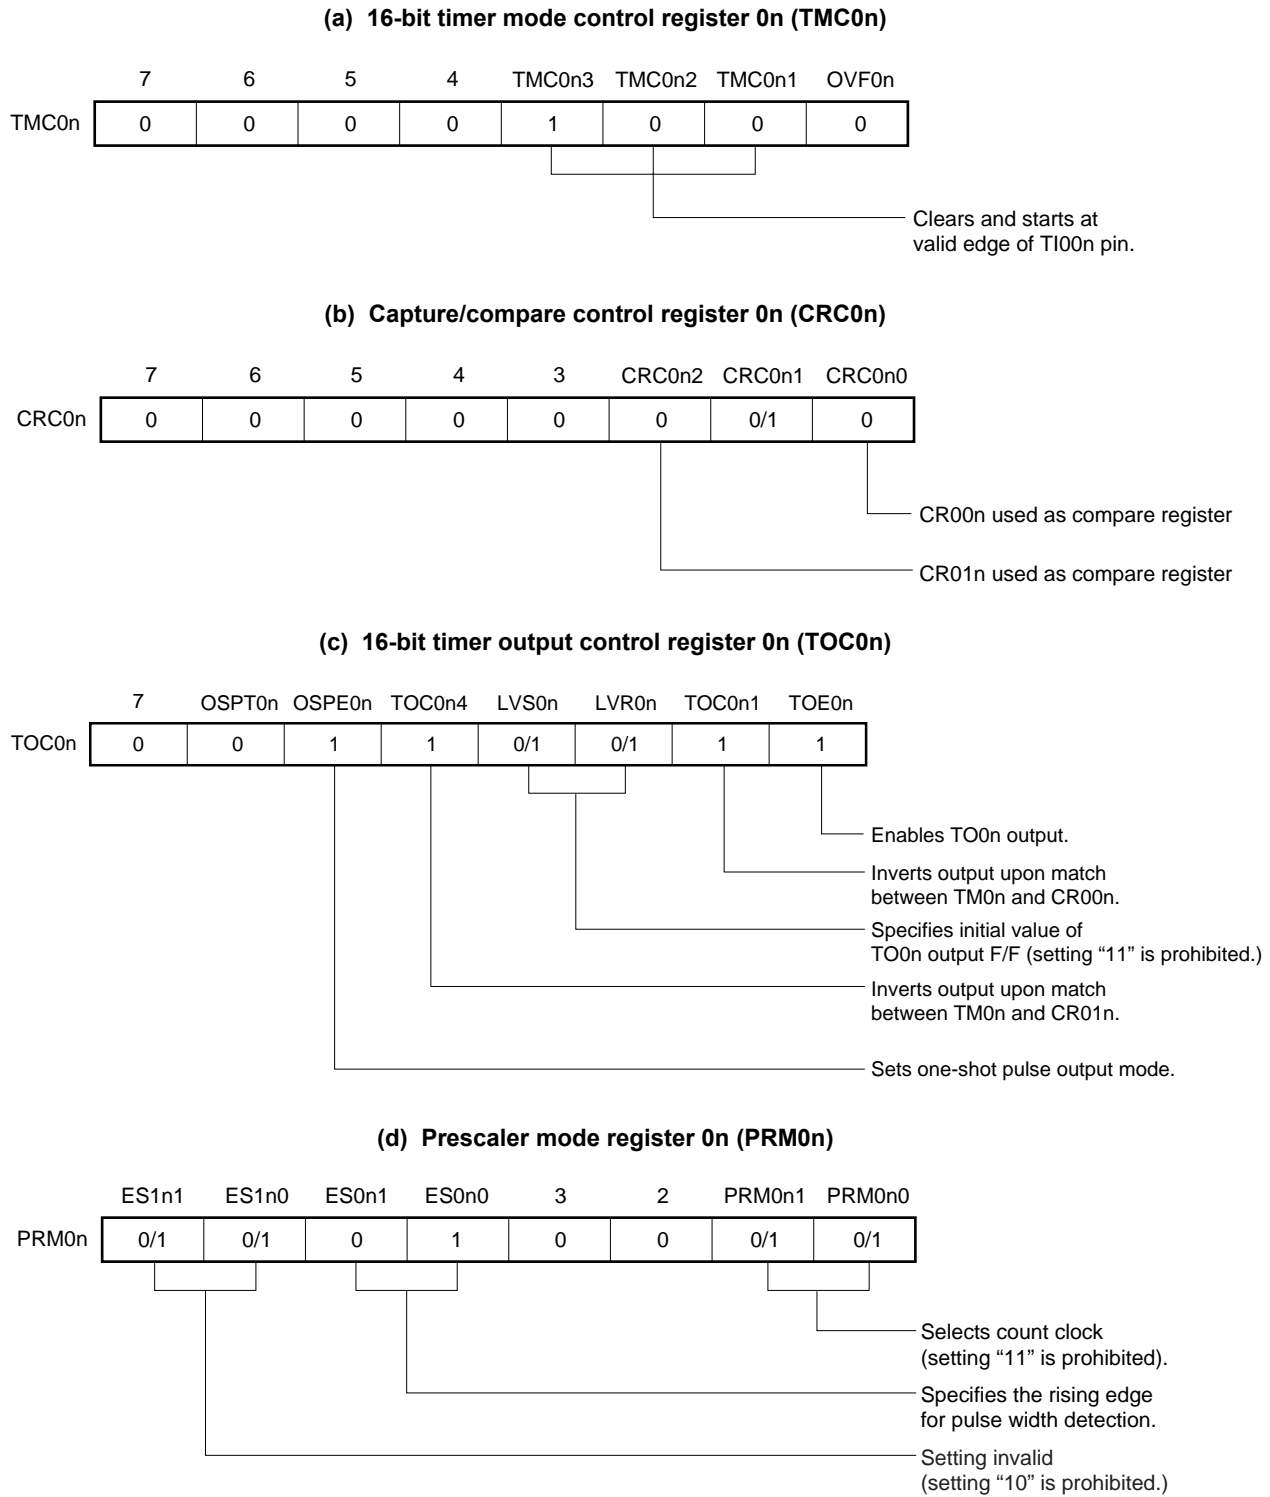 (a) 16-bit timer mode control register 0n (TMC0n)
7 6 5 4 TMC0n3 TMC0n2 TMC0n1 OVF0n
TMC0n 0 0 0 0 1 0 0 0
Clears and starts at
valid edge of TI00n pin.
(b) Capture/compare control register 0n (CRC0n)
7 6 5 4 3 CRC0n2 CRC0n1 CRC0n0
CRC0n 0 0 0 0 0 0 0/1 0
CR00n used as compare register
CR01n used as compare register
(c) 16-bit timer output control register 0n (TOC0n)
7 OSPT0n OSPE0n TOC0n4 LVS0n LVR0n TOC0n1 TOE0n
TOC0n 0 0 1 1 0/1 0/1 1 1
Enables TO0n output.
Inverts output upon match
between TM0n and CR00n.
Specifies initial value of
TO0n output F/F (setting “11” is prohibited.)
Inverts output upon match
between TM0n and CR01n.
Sets one-shot pulse output mode.
(d) Prescaler mode register 0n (PRM0n)
ES1n1 ES1n0 ES0n1 ES0n0 3 2 PRM0n1 PRM0n0
PRM0n 0/1 0/1 0 1 0 0 0/1 0/1
Selects count clock
(setting “11” is prohibited).
Specifies the rising edge
for pulse width detection.
Setting invalid
(setting “10” is prohibited.)